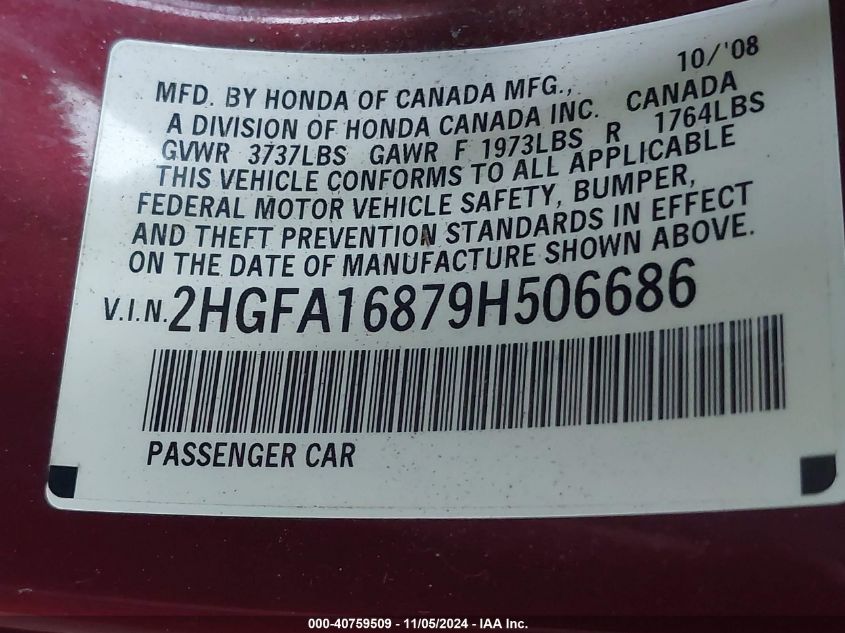 10/'08
MFD. BY HONDA OF CANADA MFG.,
A DIVISION OF HONDA CANADA INC. CANADA
GVWR 3737LBS GAWR F 1973LBS R 1764LBS
THIS VEHICLE CONFORMS TO ALL APPLICABLE
FEDERAL MOTOR VEHICLE SAFETY, BUMPER,
AND THEFT PREVENTION STANDARDS IN EFFECT
ON THE DATE OF MANUFACTURE SHOWN ABOVE.
V.I.N. 2HGFA16879H506686
PASSENGER CAR
000-40759509 - 11/05/2024 - IAA Inc.